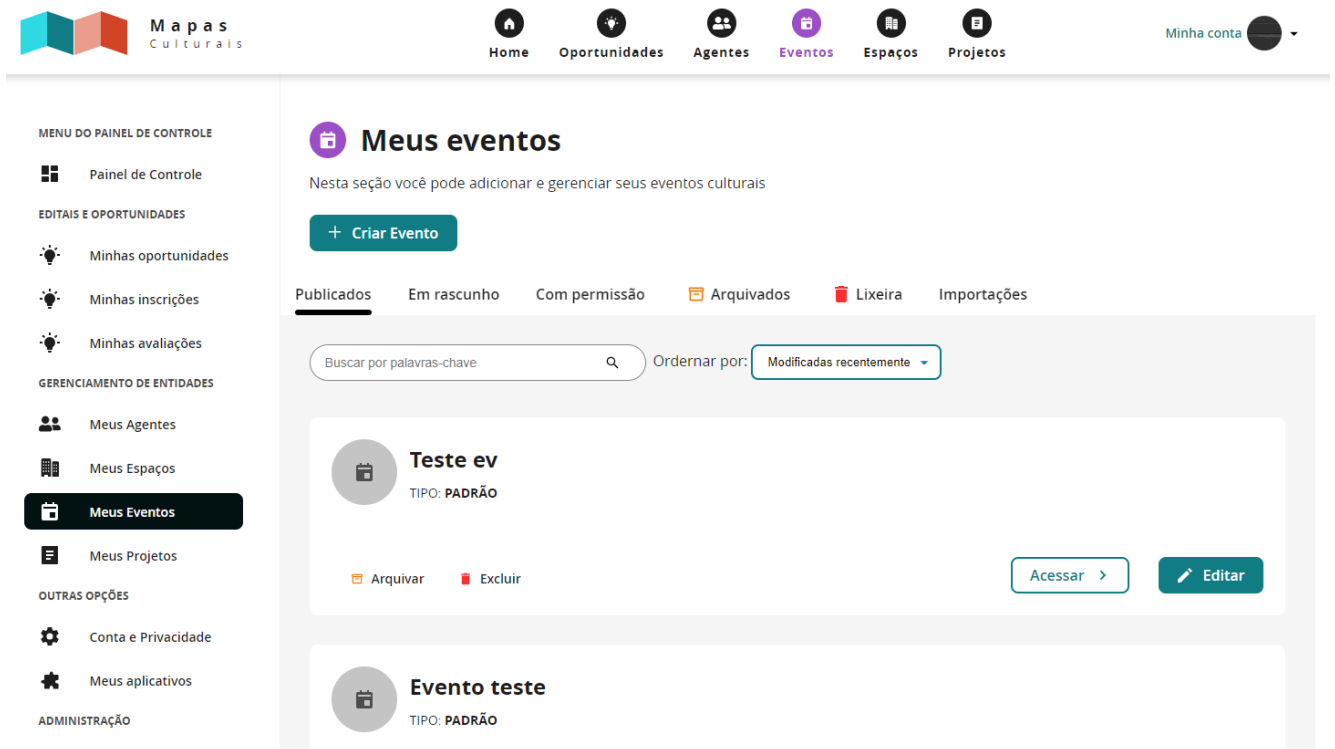 Mapas
Culturais
Home
Oportunidades
Agentes
Eventos
Espaços
Projetos
Minha conta
MENU DO PAINEL DE CONTROLE
Painel de Controle
EDITAIS E OPORTUNIDADES
Minhas oportunidades
Minhas inscrições
Minhas avaliações
GERENCIAMENTO DE ENTIDADES
Meus Agentes
Meus Espaços
Meus Eventos
Meus Projetos
OUTRAS OPÇÕES
Conta e Privacidade
Meus aplicativos
ADMINISTRAÇÃO
Meus eventos
Nesta seção você pode adicionar e gerenciar seus eventos culturais
+ Criar Evento
Publicados
Em rascunho
Com permissão
Arquivados
Lixeira
Importações
Buscar por palavras-chave
Ordernar por:
Modificadas recentemente
Teste ev
TIPO: PADRÃO
Arquivar
Excluir
Acessar >
Editar
Evento teste
TIPO: PADRÃO